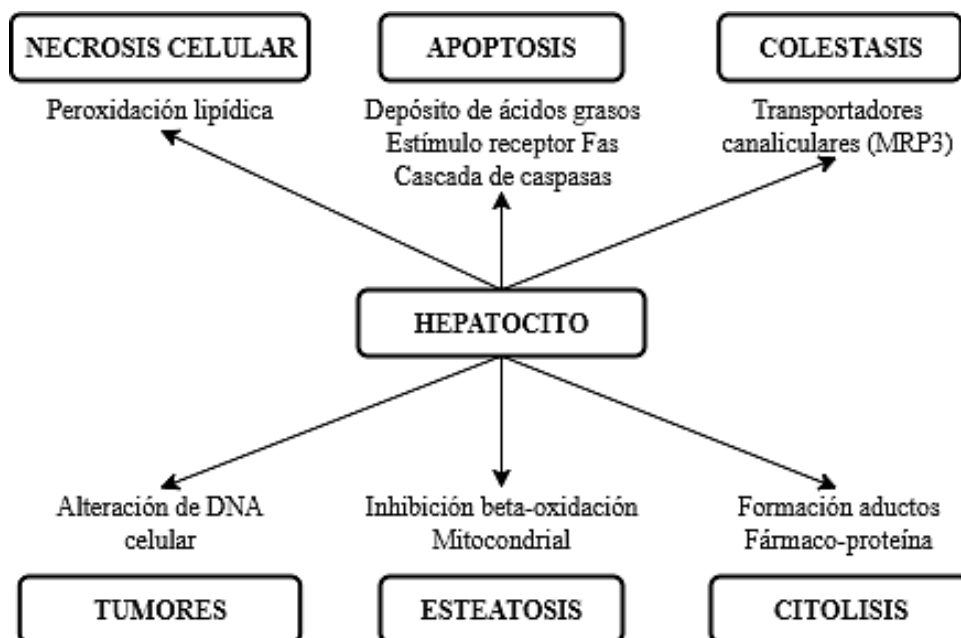 NECROSIS CELULAR
Peroxidación lipídica
APOPTOSIS
Depósito de ácidos grasos
Estímulo receptor Fas
Cascada de caspasas
COLESTASIS
Transportadores
canaliculares (MRP3)
HEPATOCITO
Alteración de DNA
celular
TUMORES
Inhibición beta-oxidación
Mitocondrial
ESTEATOSIS
Formación aductos
Fármaco-proteína
CITOLISIS